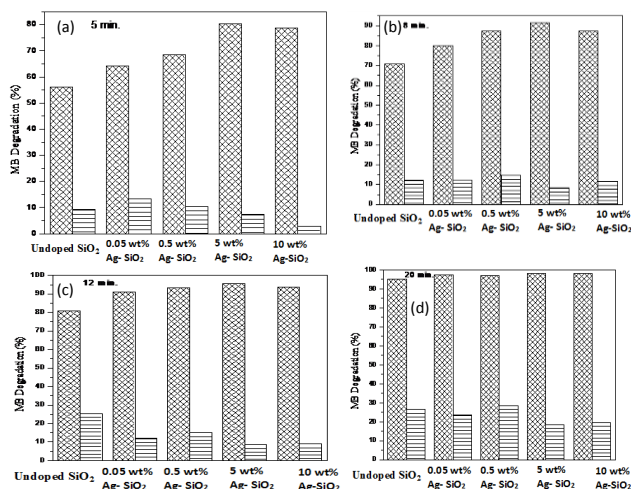 (a) 5 min.
80
70
60
50
40
30
20
10
0
MB Degradation (%)
Undoped SiO₂ 0.05 wt% 0.5 wt% 5 wt% 10 wt%
Ag- SiO₂ Ag- SiO₂ Ag- SiO₂ Ag-SiO₂
(b) 8 min.
90
80
70
60
50
40
30
20
10
0
MB Degradation (%)
Undoped SiO₂ 0.05 wt% 0.5 wt% 5 wt% 10 wt%
Ag- SiO₂ Ag- SiO₂ Ag- SiO₂ Ag-SiO₂
(c) 12 min.
100
90
80
70
60
50
40
30
20
10
0
MB Degradation (%)
Undoped SiO₂ 0.05 wt% 0.5 wt% 5 wt% 10 wt%
Ag- SiO₂ Ag- SiO₂ Ag- SiO₂ Ag-SiO₂
20 min.
(d)
100
90
80
70
60
50
40
30
20
10
0
MB Degradation (%)
Undoped SiO₂ 0.05 wt% 0.5 wt% 5 wt% 10 wt%
Ag- SiO₂ Ag- SiO₂ Ag- SiO₂ Ag-SiO₂